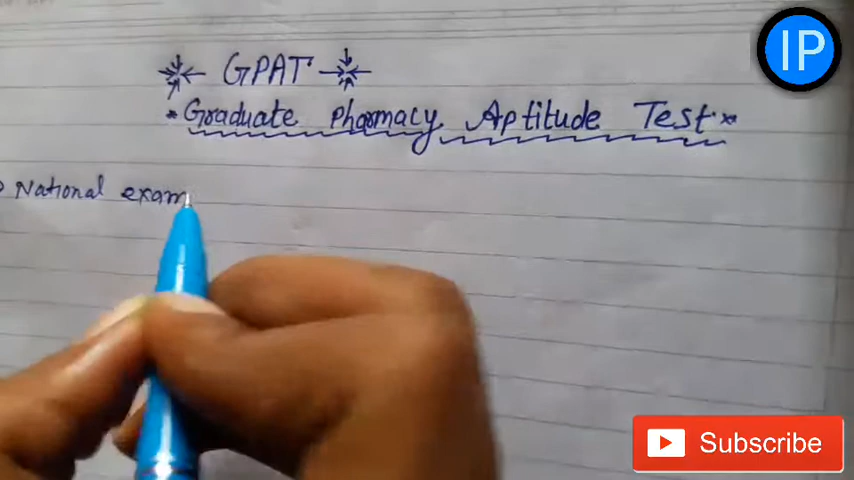 IP
GPAT
*Graduate Pharmacy Aptitude Test*
National exam
Subscribe